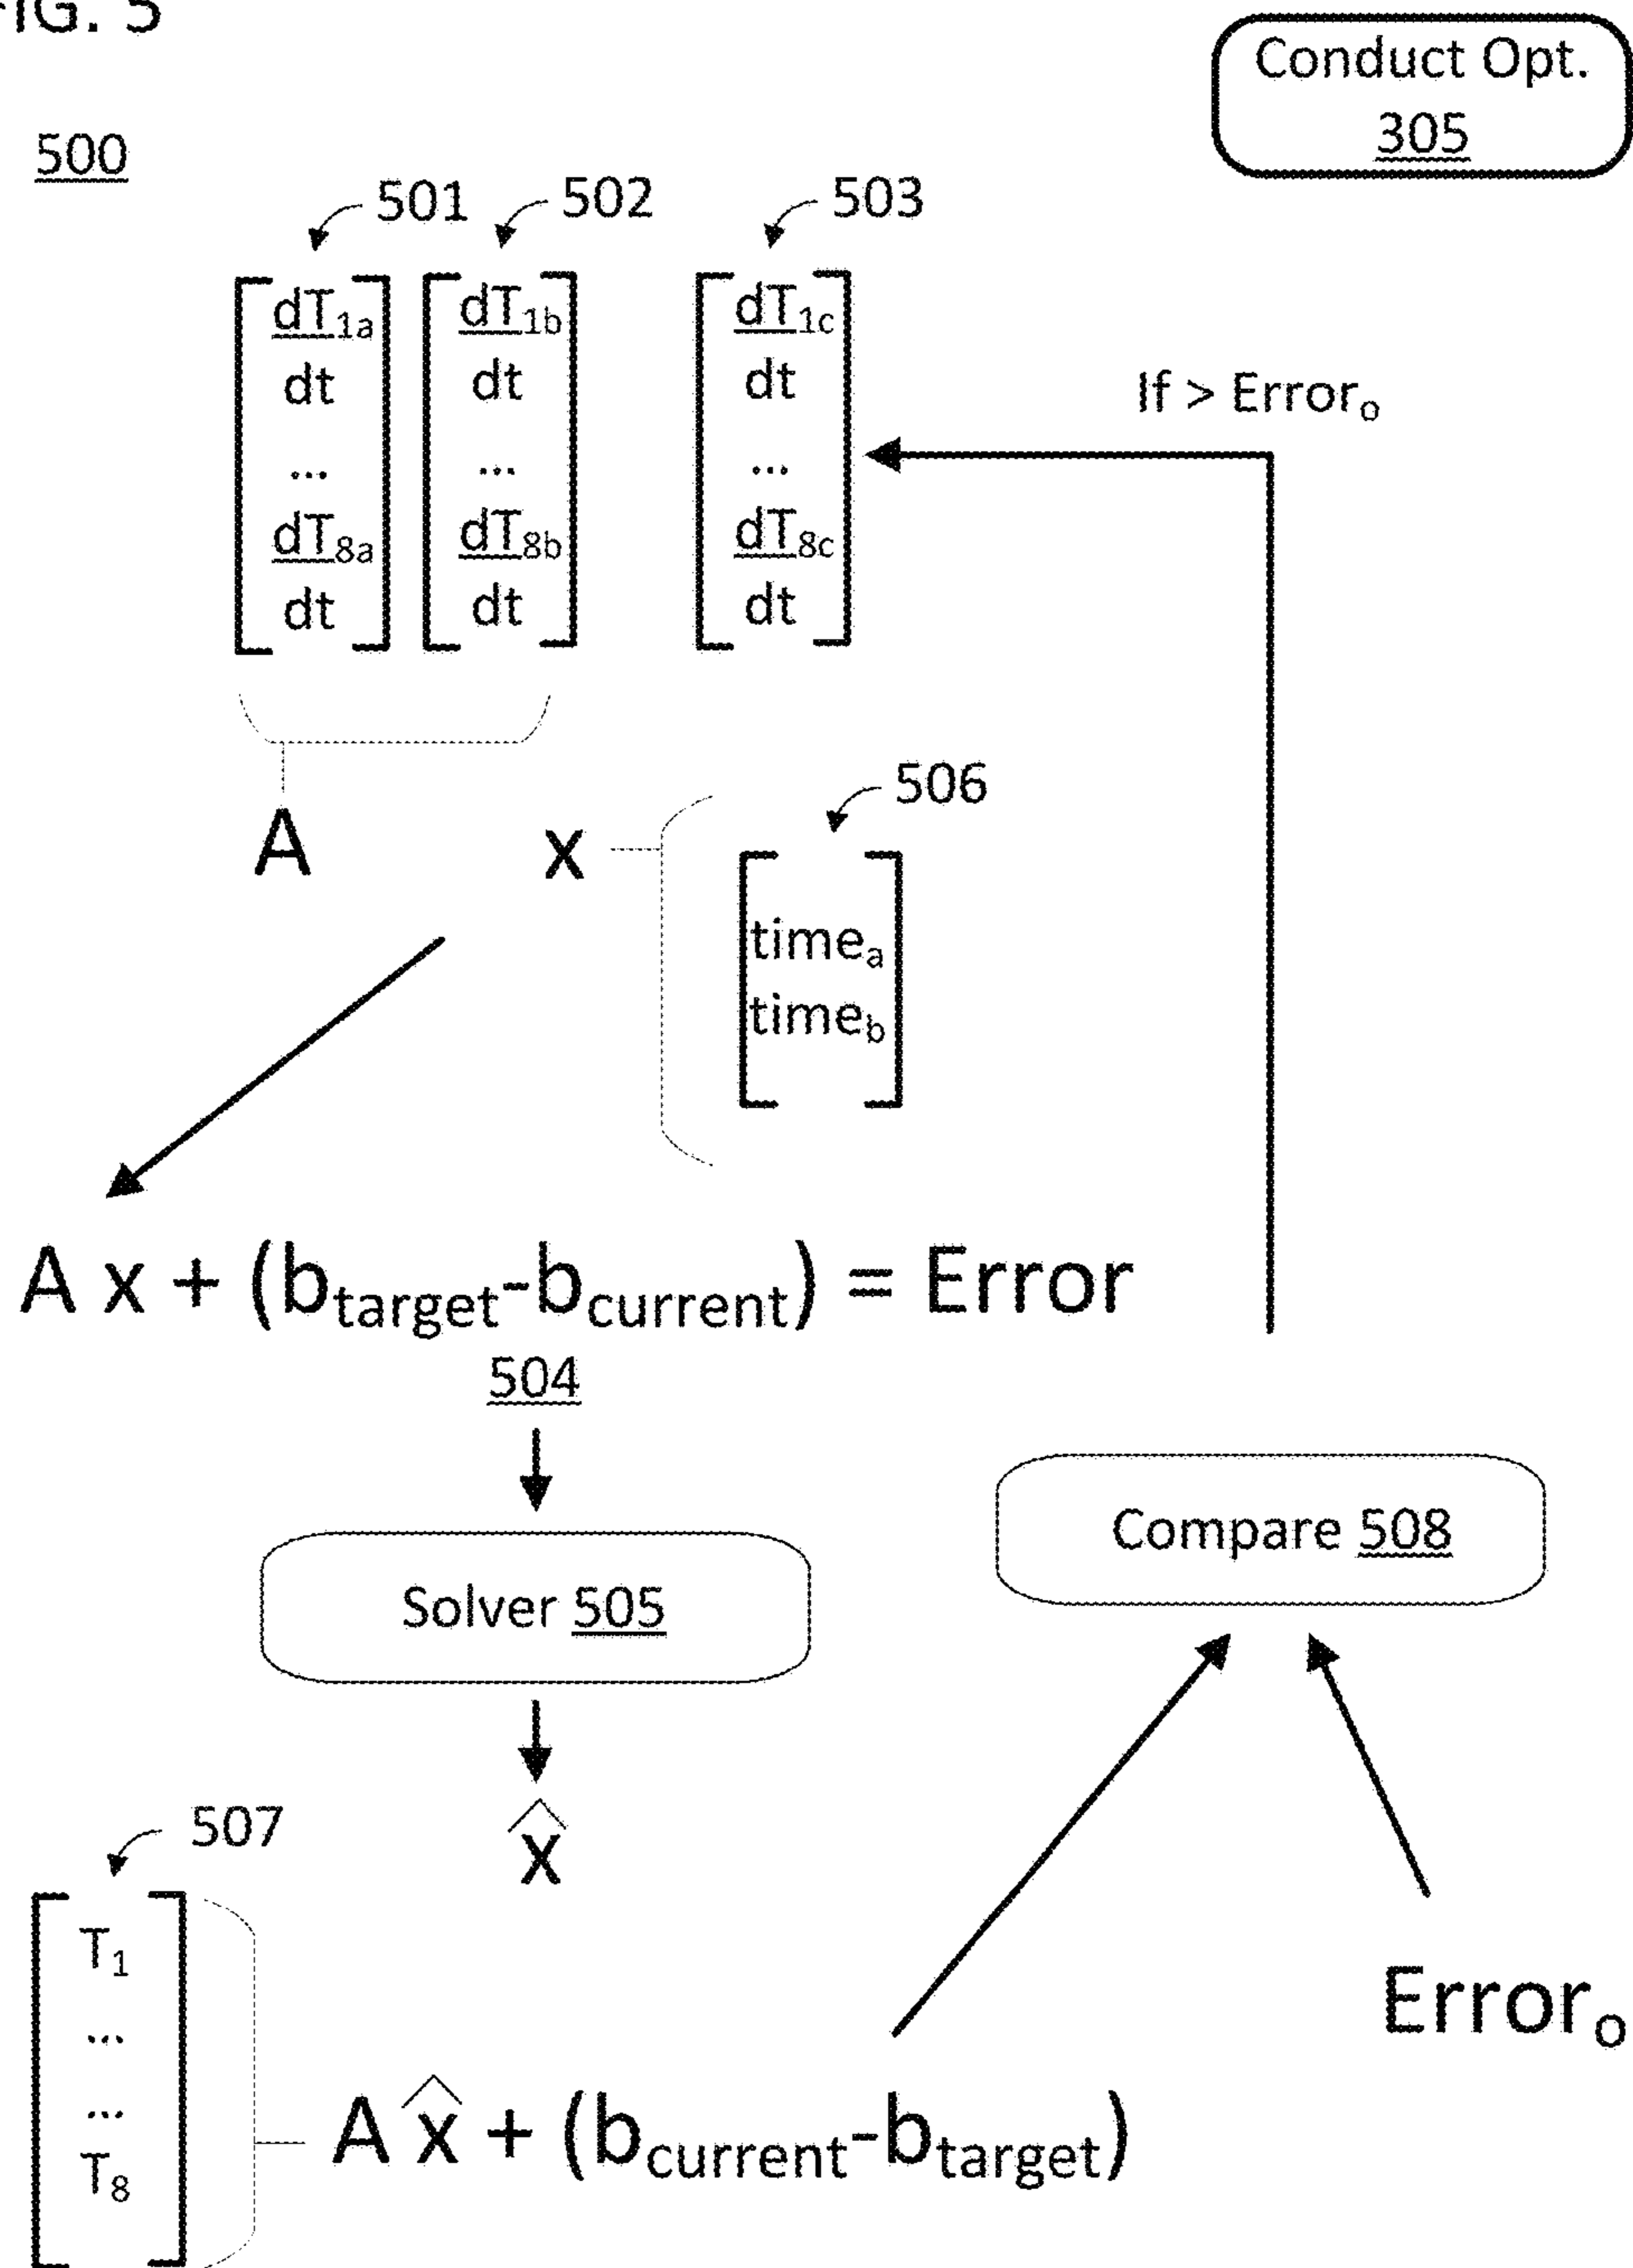 FIG. 5
Conduct Opt.
305
500
501
502
503
dT1a
dt
...
dT8a
dt
dT1b
dt
...
dT8b
dt
dT1c
dt
...
dT8c
dt
If > Erroro
A
x
506
timea
timeb
A x + (btarget-bcurrent) = Error
504
Solver 505
Compare 508
x̂
507
T1
...
...
T8
A x̂ + (bcurrent-btarget)
Erroro